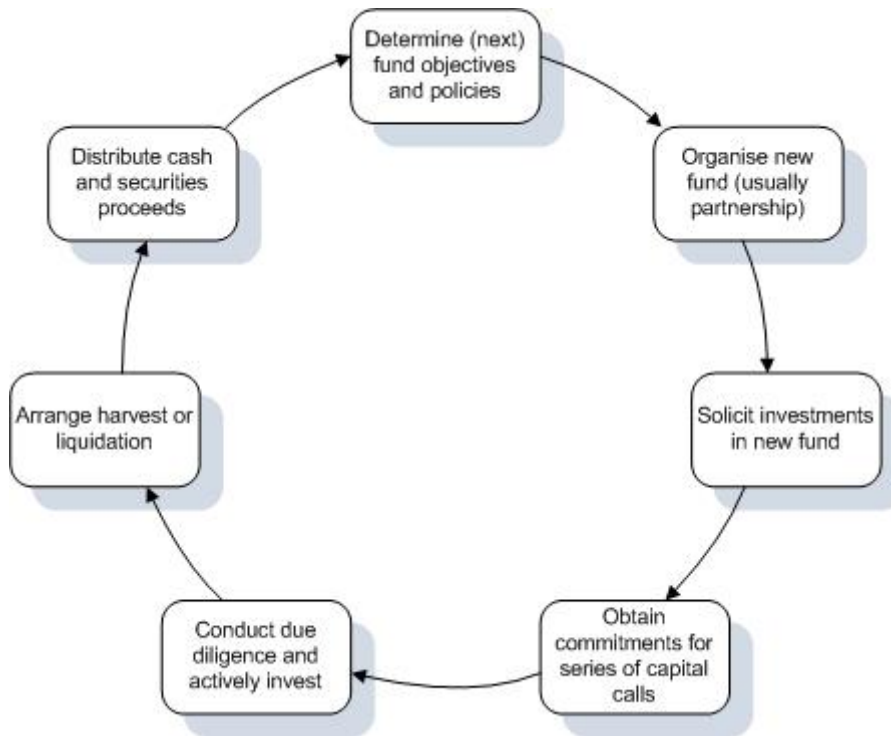 Determine (next)
fund objectives
and policies
Organise new
fund (usually
partnership)
Solicit investments
in new fund
Obtain
commitments for
series of capital
calls
Conduct due
diligence and
actively invest
Arrange harvest or
liquidation
Distribute cash
and securities
proceeds